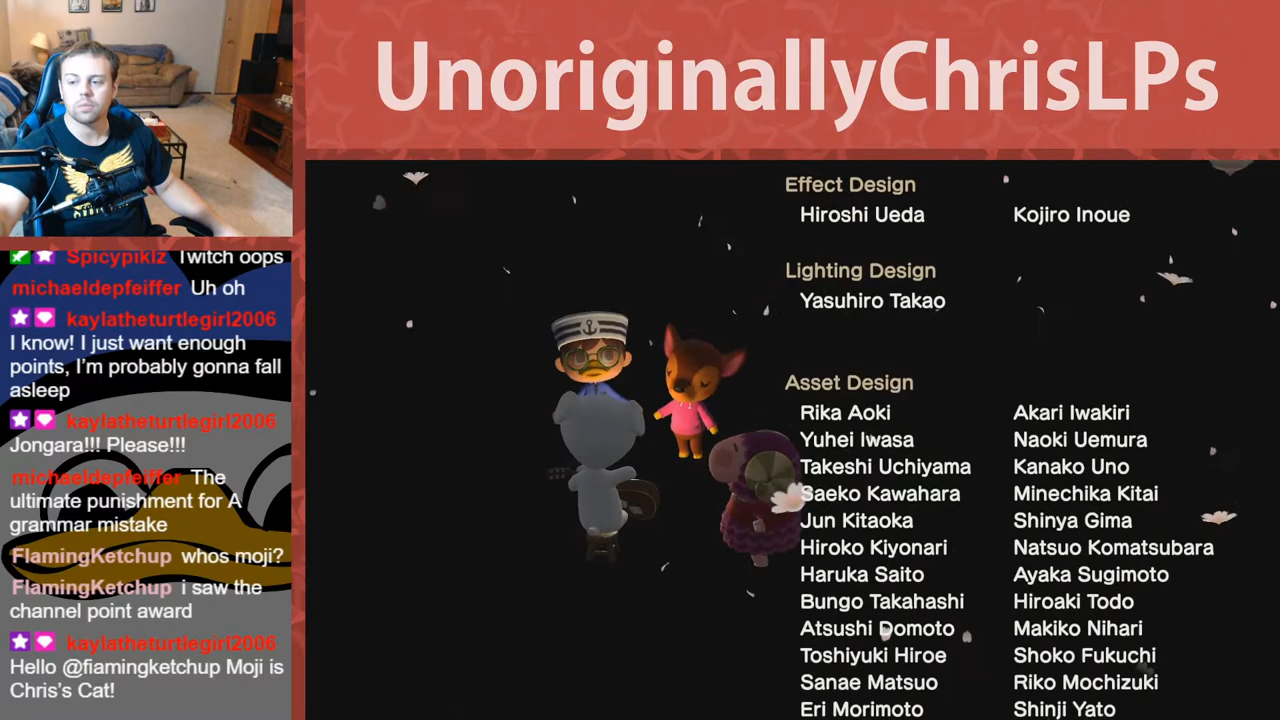 UnoriginallyChrisLPs
Spicypiklz Twitch oops
michaeldepfeiffer Uh oh
kaylatheturtlegirl2006
I know! I just want enough
points, I'm probably gonna fall
asleep
kaylatheturtlegirl2006
Jongara!!! Please!!!
michaeldepfeiffer The
ultimate punishment for A
grammar mistake
FlamingKetchup whos moji?
FlamingKetchup i saw the
channel point award
kaylatheturtlegirl2006
Hello @flamingketchup Moji is
Chris's Cat!
Effect Design
Hiroshi Ueda Kojiro Inoue
Lighting Design
Yasuhiro Takao
Asset Design
Rika Aoki Akari Iwakiri
Yuhei Iwasa Naoki Uemura
Takeshi Uchiyama Kanako Uno
Saeko Kawahara Minechika Kitai
Jun Kitaoka Shinya Gima
Hiroko Kiyonari Natsuo Komatsubara
Haruka Saito Ayaka Sugimoto
Bungo Takahashi Hiroaki Todo
Atsushi Domoto Makiko Nihari
Toshiyuki Hiroe Shoko Fukuchi
Sanae Matsuo Riko Mochizuki
Eri Morimoto Shinji Yato